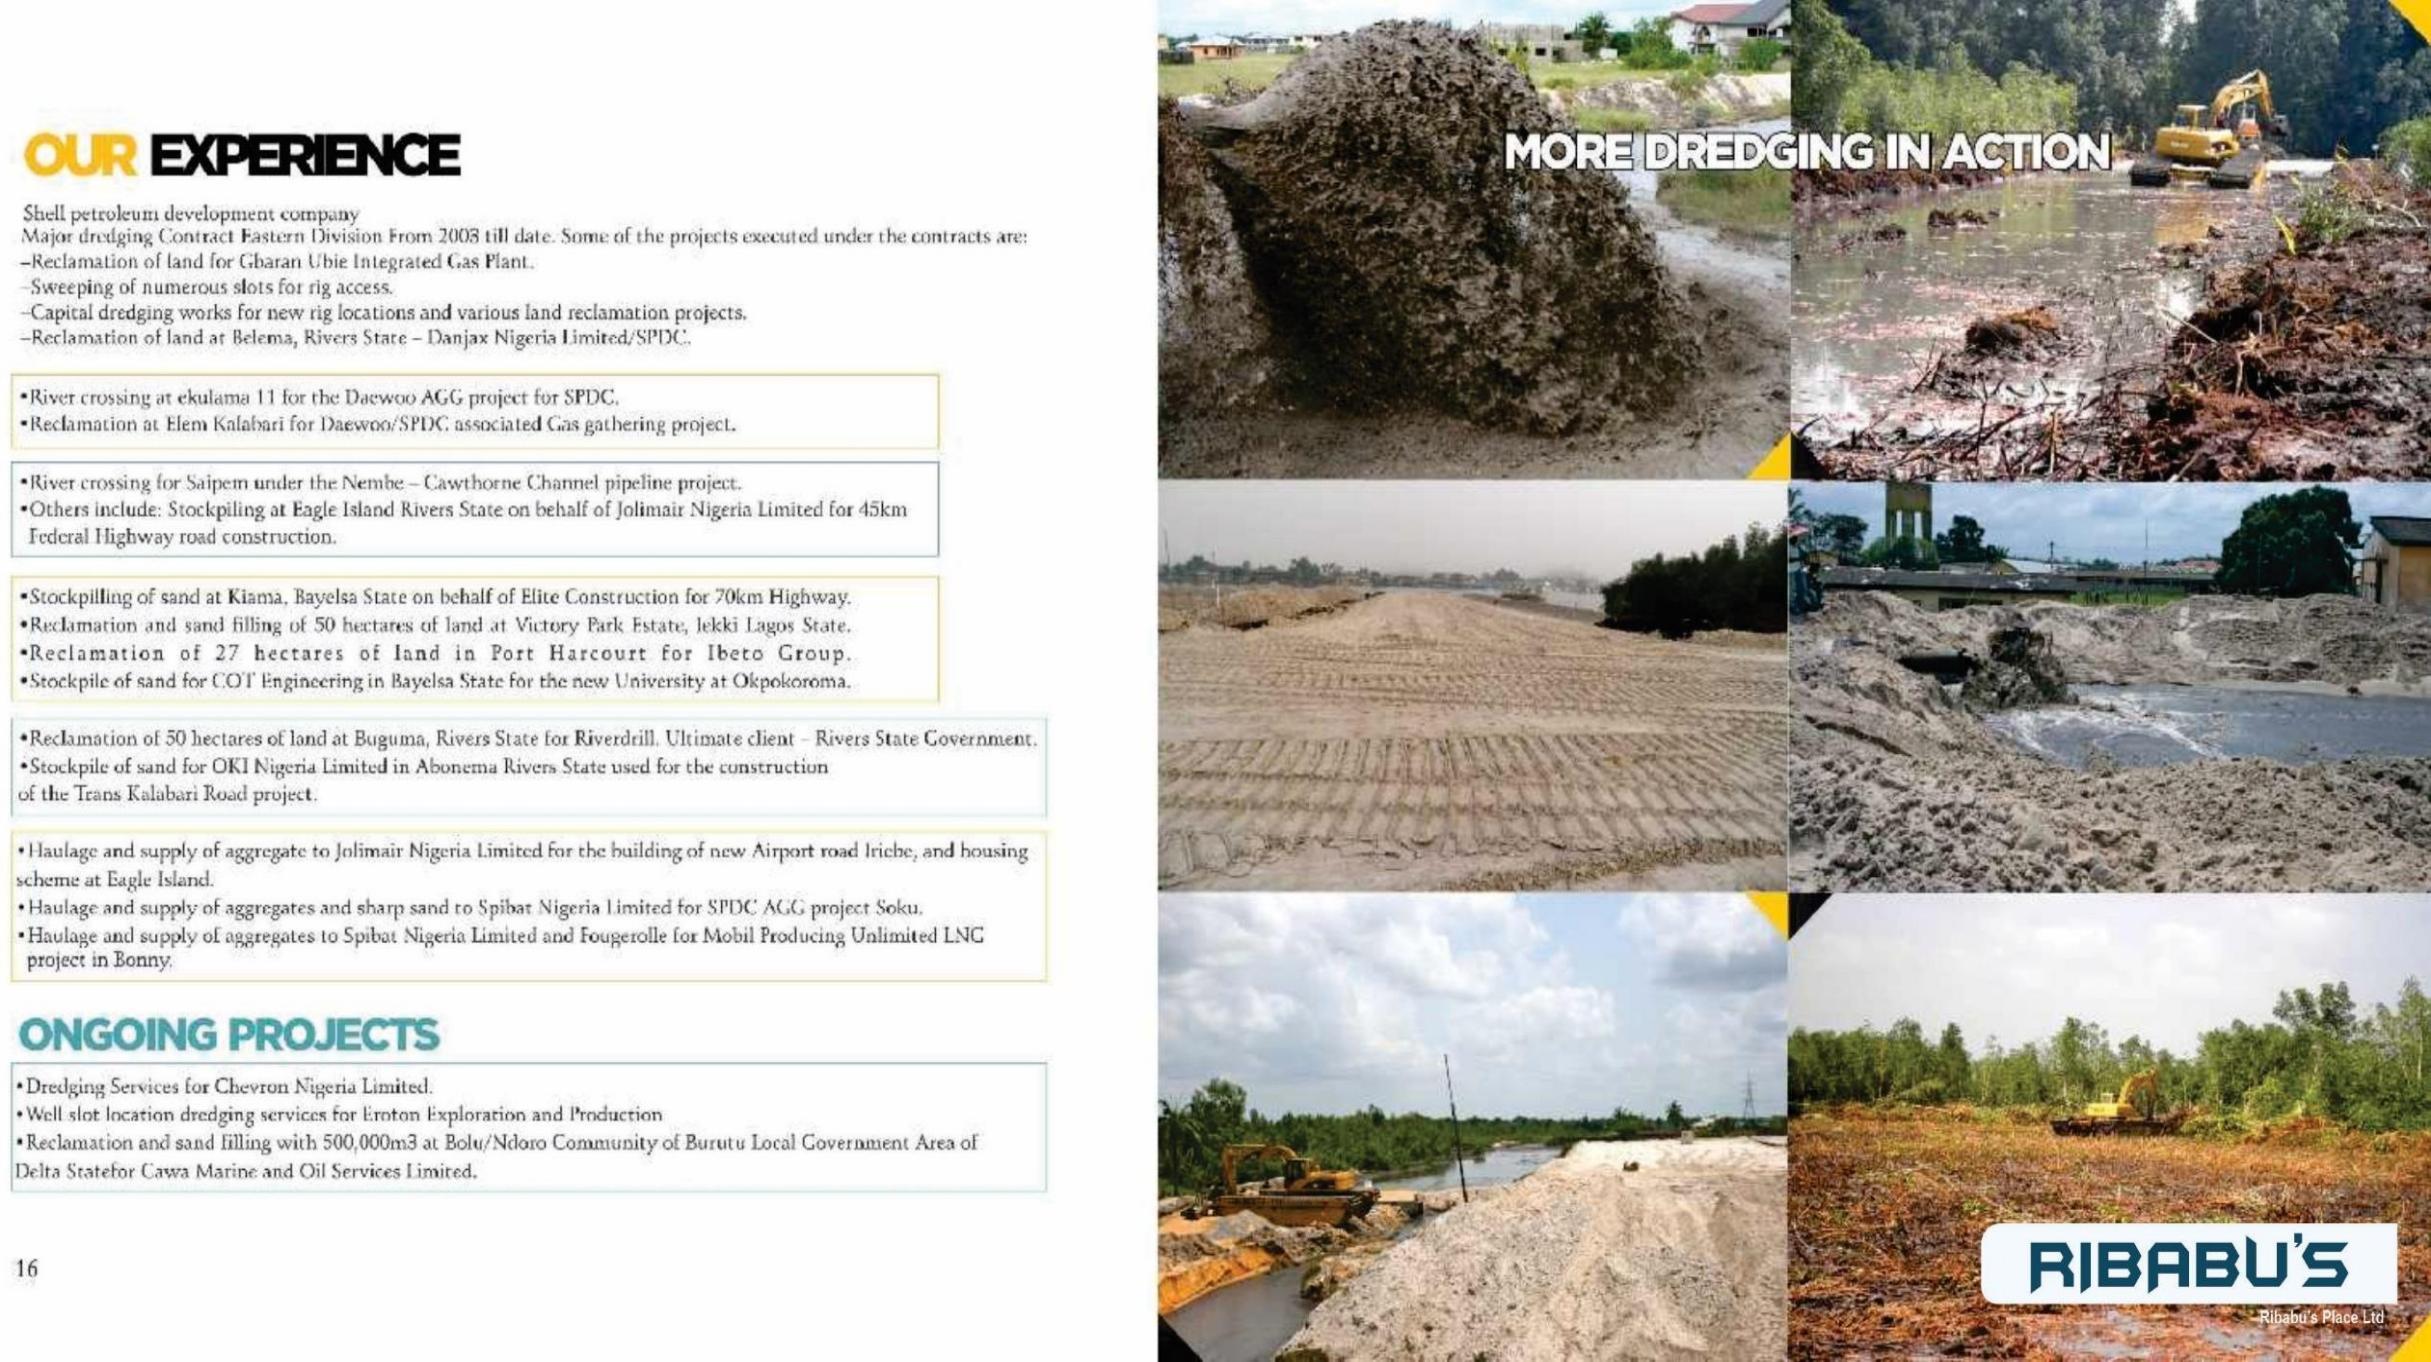 OUR EXPERIENCE
Shell petroleum development company
Major dredging Contract Eastern Division From 2003 till date. Some of the projects executed under the contracts are:
–Reclamation of land for Gbaran Ubie Integrated Gas Plant.
–Sweeping of numerous slots for rig access.
–Capital dredging works for new rig locations and various land reclamation projects.
–Reclamation of land at Belema, Rivers State – Danjax Nigeria Limited/SPDC.
•River crossing at ekulama 11 for the Daewoo AGG project for SPDC.
•Reclamation at Elem Kalabari for Daewoo/SPDC associated Gas gathering project.
•River crossing for Saipem under the Nembe – Cawthorne Channel pipeline project.
•Others include: Stockpiling at Eagle Island Rivers State on behalf of Jolimair Nigeria Limited for 45km
Federal Highway road construction.
•Stockpilling of sand at Kiama, Bayelsa State on behalf of Elite Construction for 70km Highway.
•Reclamation and sand filling of 50 hectares of land at Victory Park Estate, lekki Lagos State.
•Reclamation of 27 hectares of land in Port Harcourt for Ibeto Group.
•Stockpile of sand for COT Engineering in Bayelsa State for the new University at Okpokoroma.
•Reclamation of 50 hectares of land at Buguma, Rivers State for Riverdrill. Ultimate client – Rivers State Government.
•Stockpile of sand for OKI Nigeria Limited in Abonema Rivers State used for the construction
of the Trans Kalabari Road project.
•Haulage and supply of aggregate to Jolimair Nigeria Limited for the building of new Airport road Iriebe, and housing
scheme at Eagle Island.
•Haulage and supply of aggregates and sharp sand to Spibat Nigeria Limited for SPDC AGG project Soku.
•Haulage and supply of aggregates to Spibat Nigeria Limited and Fougerolle for Mobil Producing Unlimited LNG
project in Bonny.
ONGOING PROJECTS
•Dredging Services for Chevron Nigeria Limited.
•Well slot location dredging services for Eroton Exploration and Production
•Reclamation and sand filling with 500,000m3 at Bolu/Ndoro Community of Burutu Local Government Area of
Delta Statefor Cawa Marine and Oil Services Limited.
16
MORE DREDGING IN ACTION
RIBABU'S
Ribabu's Place Ltd